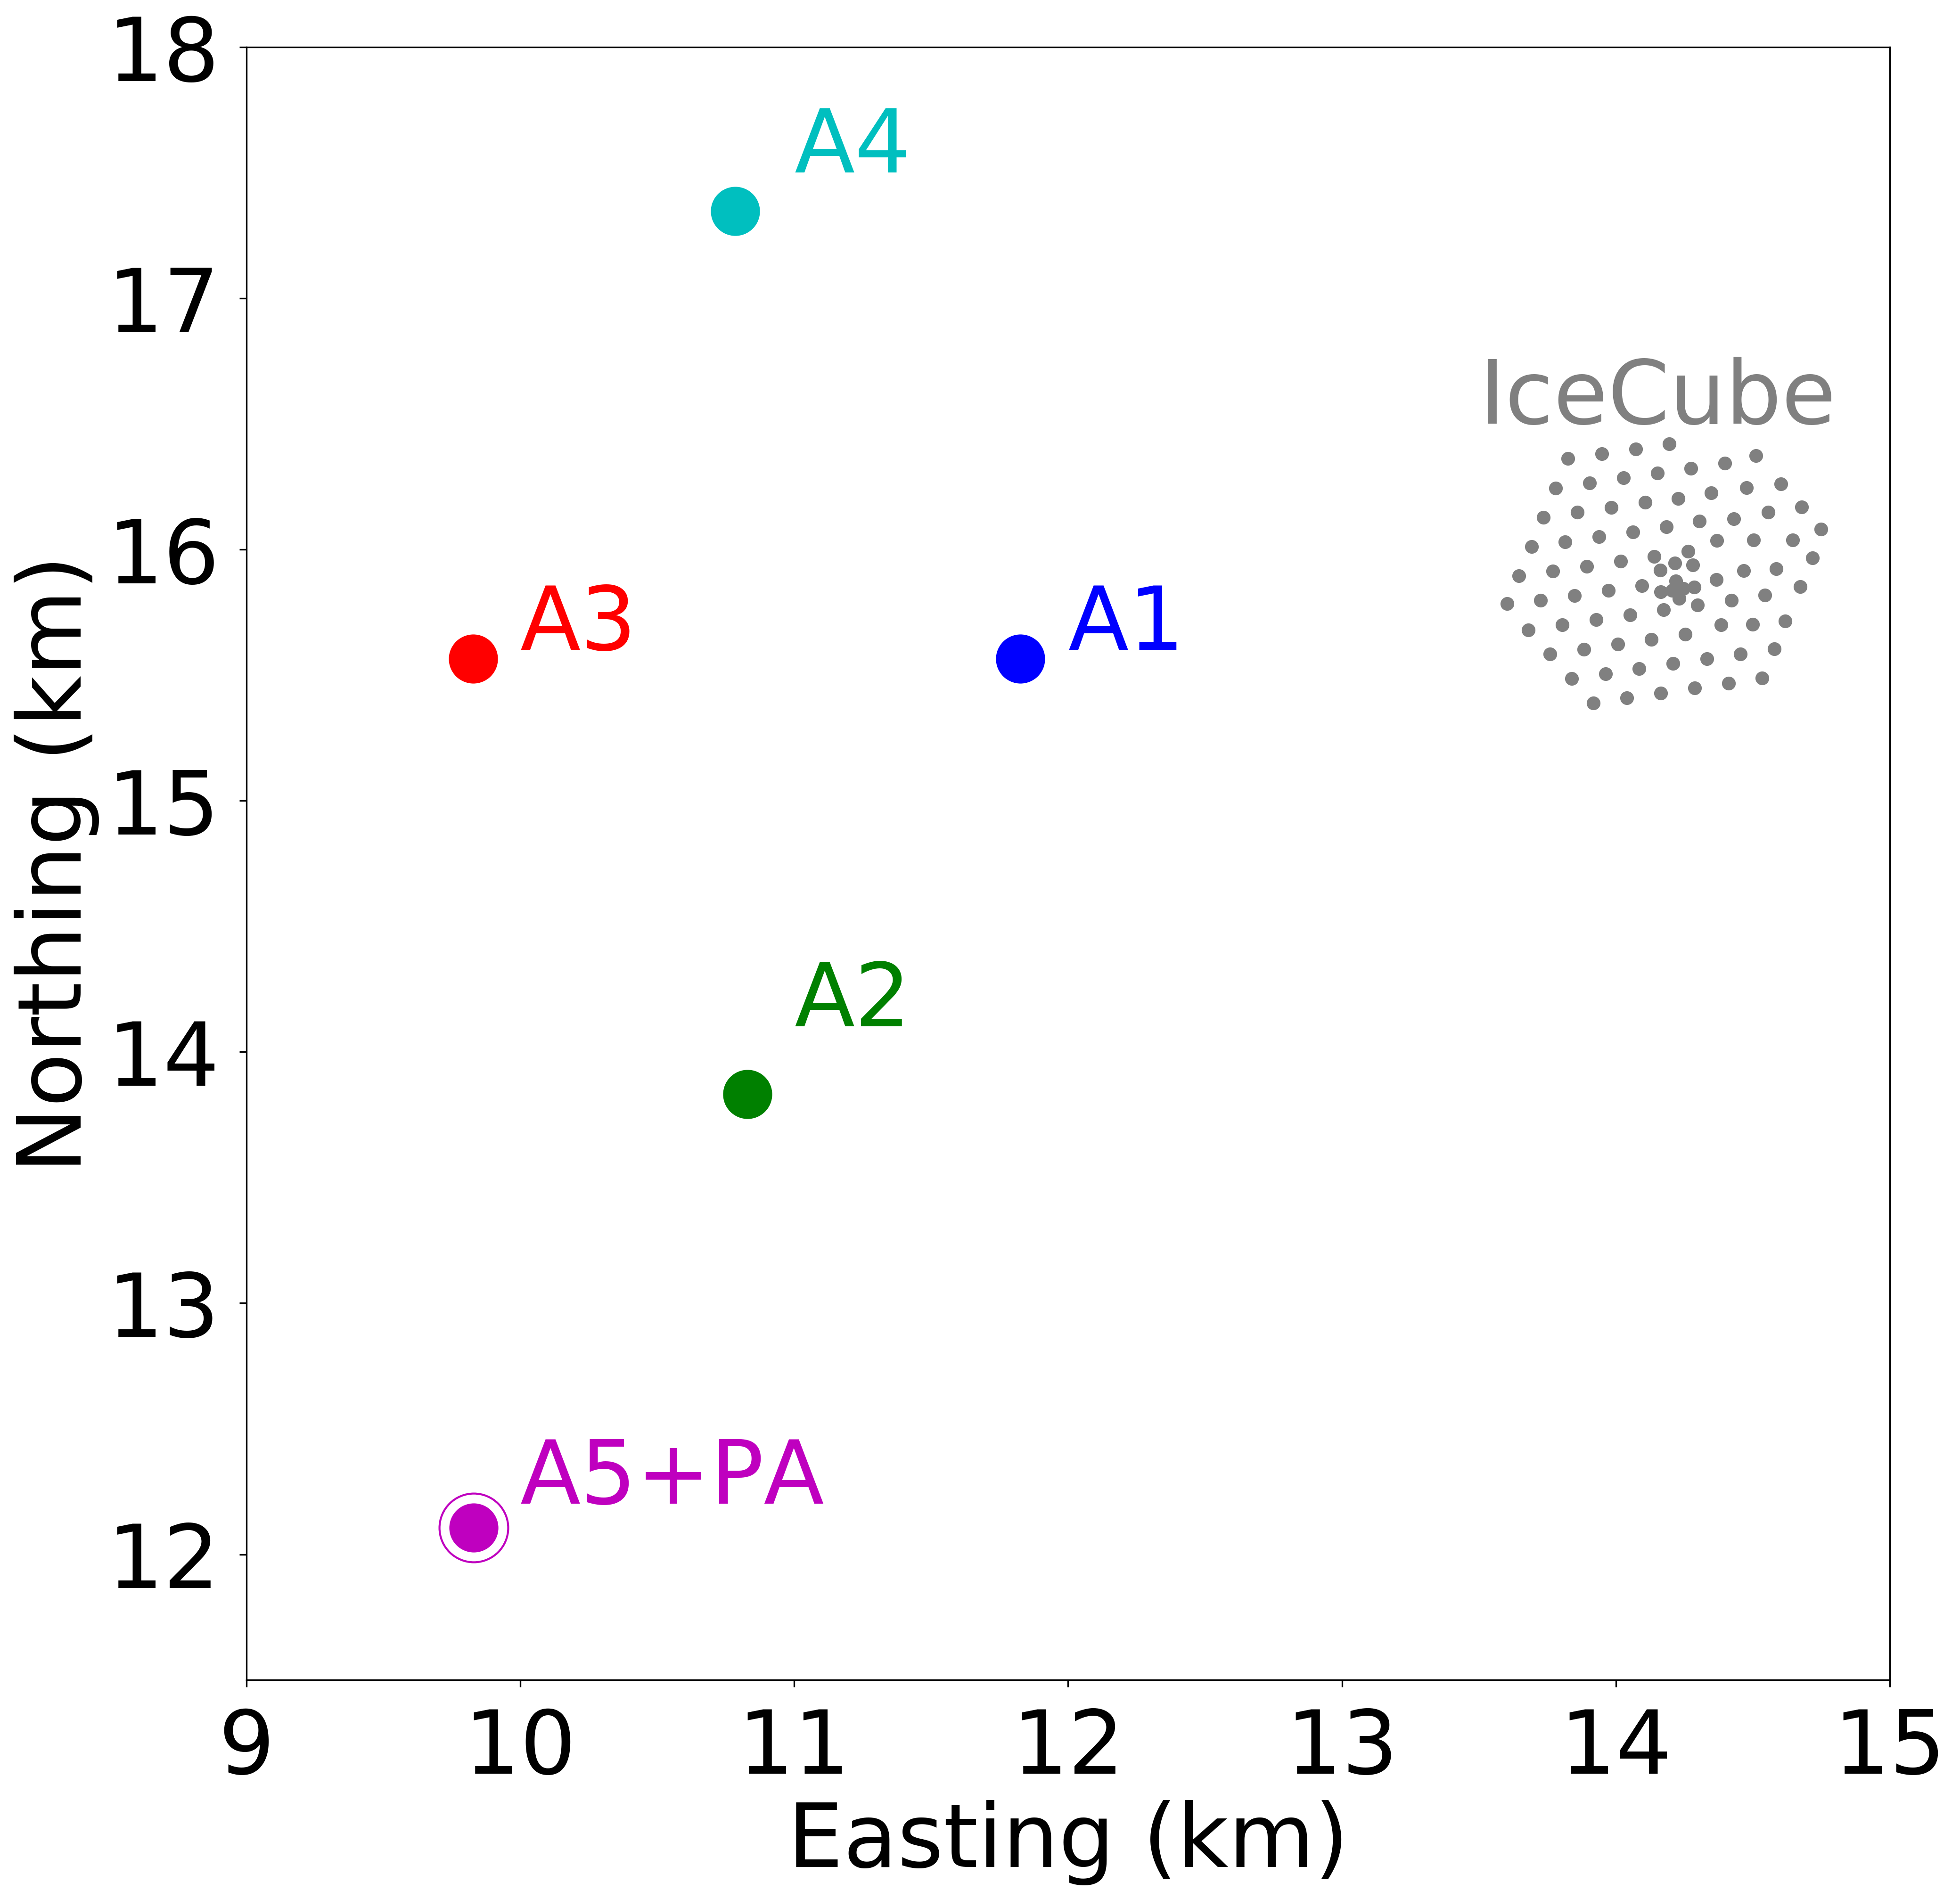 18
A4
17
IceCube
16
A3
A1
15
A2
14
13
A5+PA
12
Northing (km)
9 10 11 12 13 14 15
Easting (km)